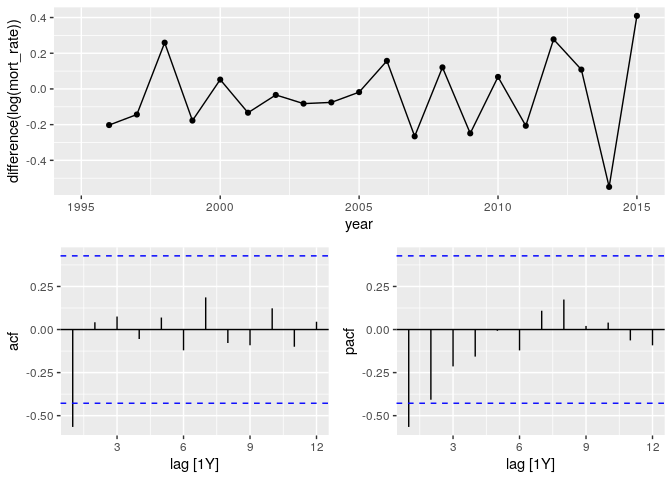 difference(log(mort_rate))
0.4
0.2
0.0
-0.2
-0.4
1995 2000 2005 2010 2015
year
acf
0.25
0.00
-0.25
-0.50
3 6 9 12
lag [1Y]
pacf
0.25
0.00
-0.25
-0.50
3 6 9 12
lag [1Y]